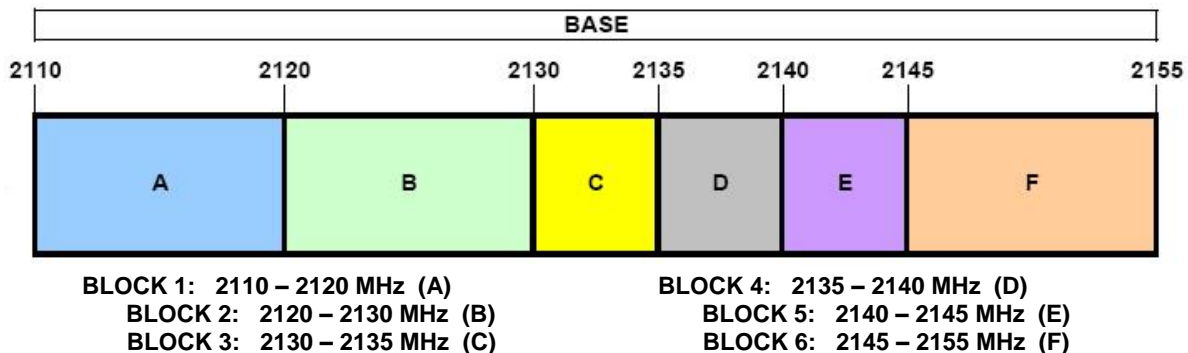 BASE
2110 2120 2130 2135 2140 2145 2155
A B C D E F
BLOCK 1: 2110 – 2120 MHz (A)
BLOCK 2: 2120 – 2130 MHz (B)
BLOCK 3: 2130 – 2135 MHz (C)
BLOCK 4: 2135 – 2140 MHz (D)
BLOCK 5: 2140 – 2145 MHz (E)
BLOCK 6: 2145 – 2155 MHz (F)